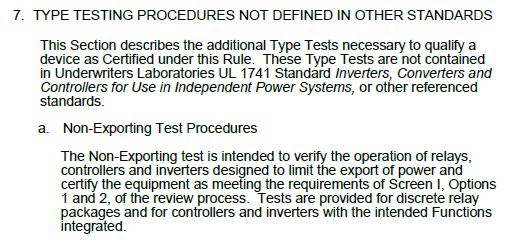 7. TYPE TESTING PROCEDURES NOT DEFINED IN OTHER STANDARDS
This Section describes the additional Type Tests necessary to qualify a
device as Certified under this Rule. These Type Tests are not contained
in Underwriters Laboratories UL 1741 Standard Inverters, Converters and
Controllers for Use in Independent Power Systems, or other referenced
standards.
a. Non-Exporting Test Procedures
The Non-Exporting test is intended to verify the operation of relays,
controllers and inverters designed to limit the export of power and
certify the equipment as meeting the requirements of Screen I, Options
1 and 2, of the review process. Tests are provided for discrete relay
packages and for controllers and inverters with the intended Functions
integrated.